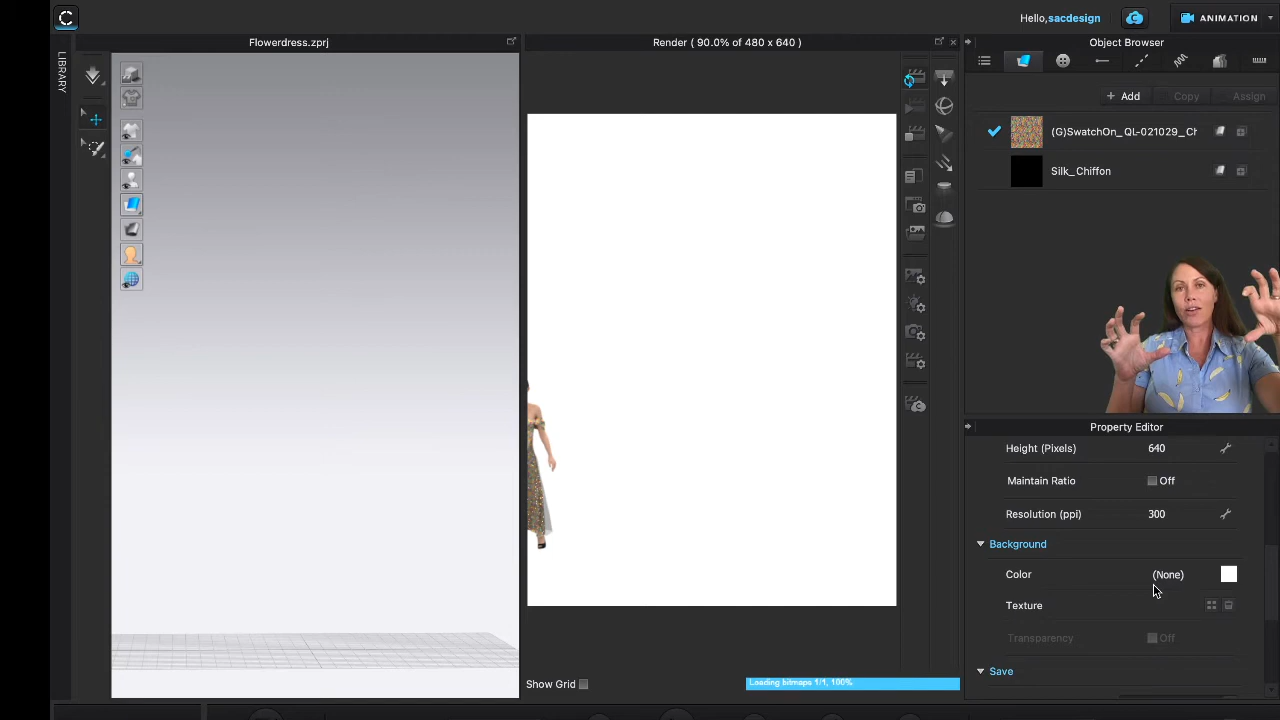 Hello,sacdesign
ANIMATION
LIBRARY
Flowerdress.zprj
Render ( 90.0% of 480 x 640 )
Object Browser
+ Add
Copy
Assign
(G)SwatchOn_QL-021029_Ch
Silk_Chiffon
Property Editor
Height (Pixels) 640
Maintain Ratio Off
Resolution (ppi) 300
Background
Color (None)
Texture
Transparency Off
Save
Show Grid
Loading bitmaps 1/1, 100%